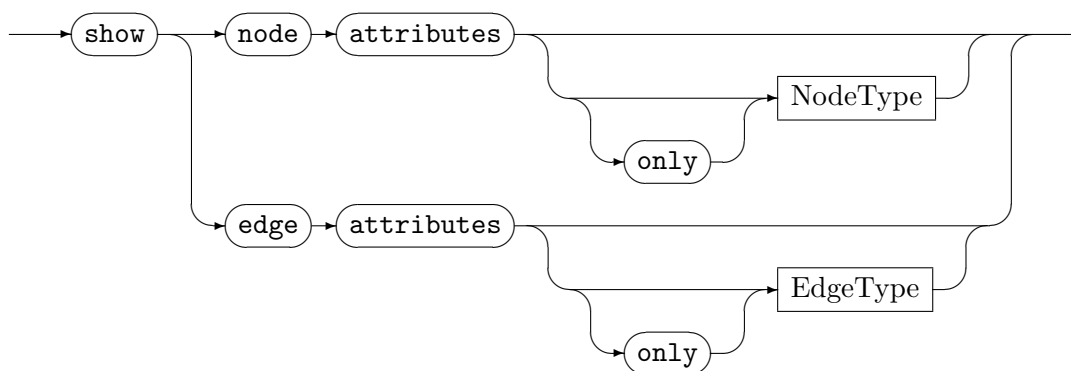 show node attributes
NodeType
only
edge attributes
EdgeType
only